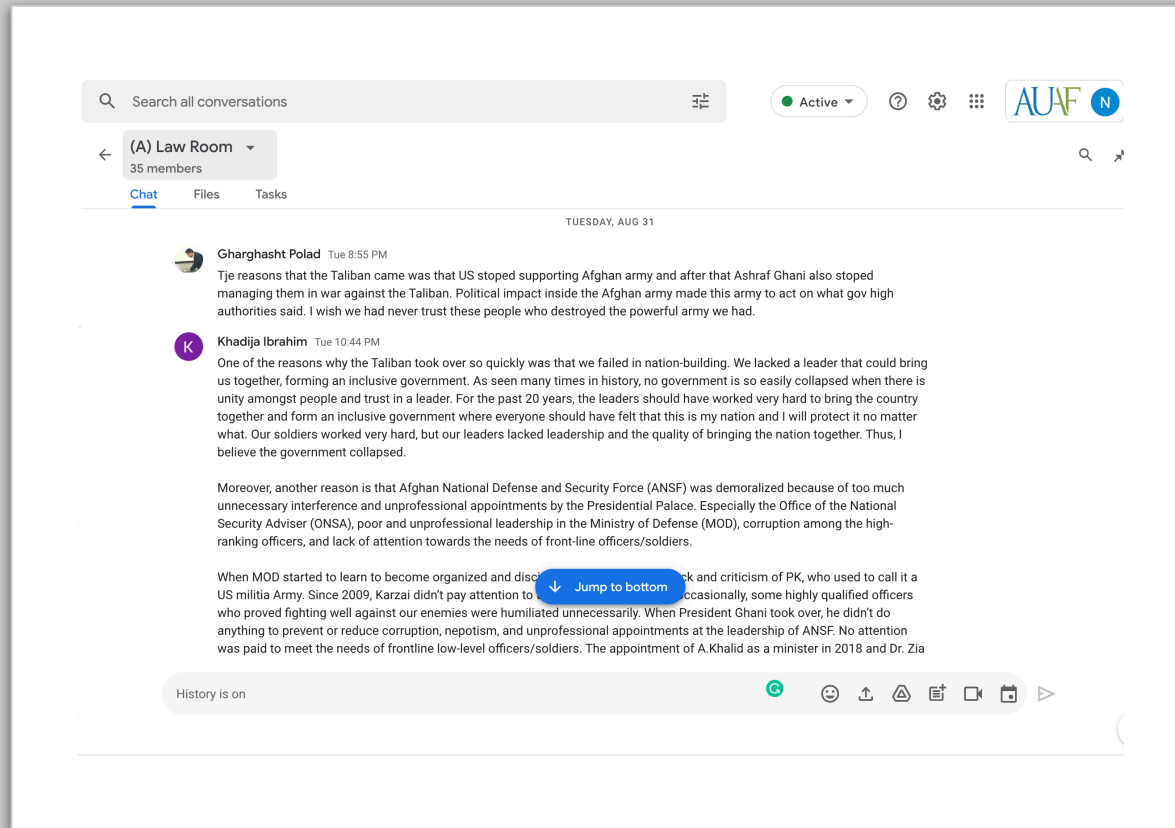 Search all conversations
Active
AUAF
N
(A) Law Room
35 members
Chat Files Tasks
TUESDAY, AUG 31
Gharghasht Polad Tue 8:55 PM
Tje reasons that the Taliban came was that US stoped supporting Afghan army and after that Ashraf Ghani also stoped
managing them in war against the Taliban. Political impact inside the Afghan army made this army to act on what gov high
authorities said. I wish we had never trust these people who destroyed the powerful army we had.
K
Khadija Ibrahim Tue 10:44 PM
One of the reasons why the Taliban took over so quickly was that we failed in nation-building. We lacked a leader that could bring
us together, forming an inclusive government. As seen many times in history, no government is so easily collapsed when there is
unity amongst people and trust in a leader. For the past 20 years, the leaders should have worked very hard to bring the country
together and form an inclusive government where everyone should have felt that this is my nation and I will protect it no matter
what. Our soldiers worked very hard, but our leaders lacked leadership and the quality of bringing the nation together. Thus, I
believe the government collapsed.
Moreover, another reason is that Afghan National Defense and Security Force (ANSF) was demoralized because of too much
unnecessary interference and unprofessional appointments by the Presidential Palace. Especially the Office of the National
Security Adviser (ONSA), poor and unprofessional leadership in the Ministry of Defense (MOD), corruption among the high-
ranking officers, and lack of attention towards the needs of front-line officers/soldiers.
When MOD started to learn to become organized and and criticism of PK, who used to call it a
Jump to bottom
US militia Army. Since 2009, Karzai didn't pay attention to some highly qualified officers
who proved fighting well against our enemies were humiliated unnecessarily. When President Ghani took over, he didn't do
anything to prevent or reduce corruption, nepotism, and unprofessional appointments at the leadership of ANSF. No attention
was paid to meet the needs of frontline low-level officers/soldiers. The appointment of A.Khalid as a minister in 2018 and Dr. Zia
History is on